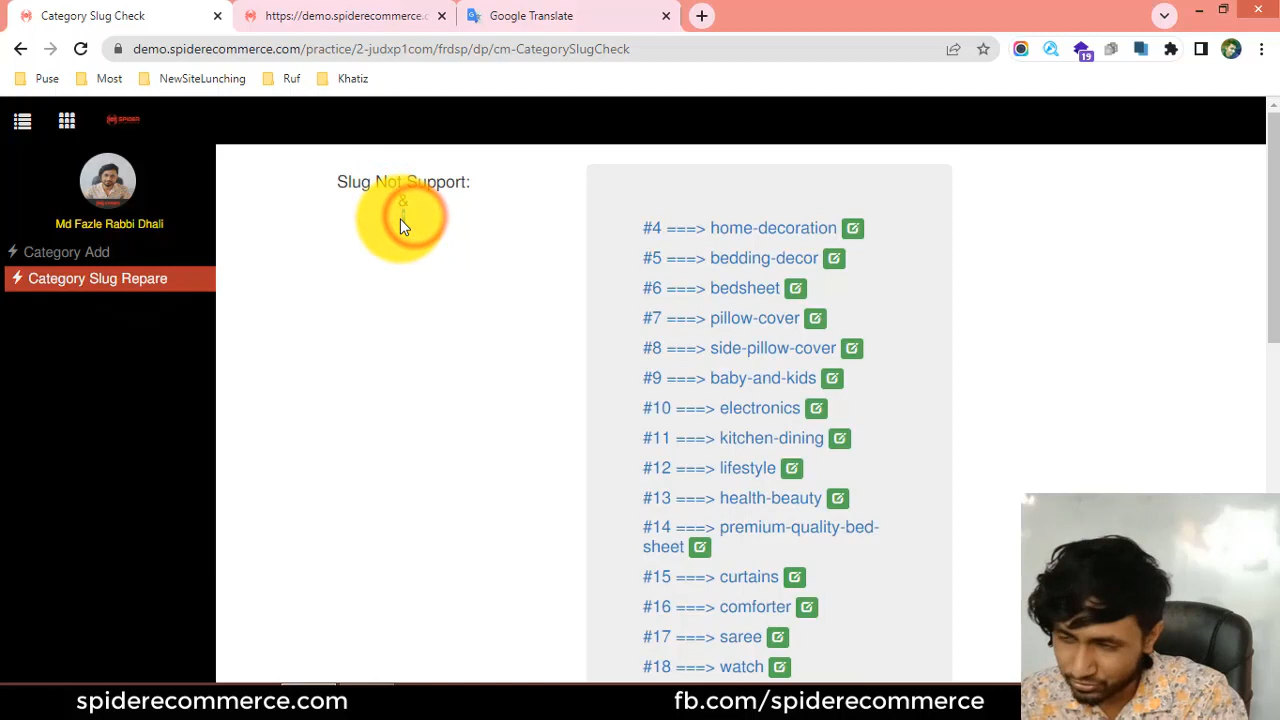 Category Slug Check
https://demo.spiderecommerce.c
Google Translate
demo.spiderecommerce.com/practice/2-judxp1com/frdsp/dp/cm-CategorySlugCheck
19
Puse
Most
NewSiteLunching
Ruf
Khatiz
SPIDER
Md Fazle Rabbi Dhali
Category Add
Category Slug Repare
Slug Not Support:
&
#4 ===> home-decoration
#5 ===> bedding-decor
#6 ===> bedsheet
#7 ===> pillow-cover
#8 ===> side-pillow-cover
#9 ===> baby-and-kids
#10 ===> electronics
#11 ===> kitchen-dining
#12 ===> lifestyle
#13 ===> health-beauty
#14 ===> premium-quality-bed-
sheet
#15 ===> curtains
#16 ===> comforter
#17 ===> saree
#18 ===> watch
spiderecommerce.com
fb.com/spiderecommerce